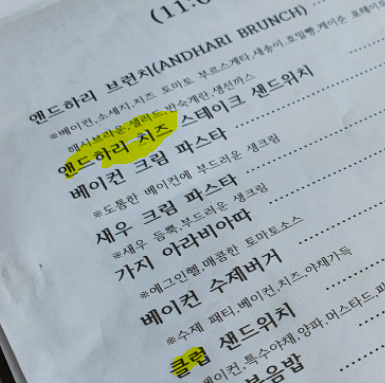 (11:0
앤드하리 브런치(ANDHARI BRUNCH)
※베이컨,소세지,치즈 토마토 부르스게타,새송이,호밀빵,케이준
해시브라운,샐러드,반숙계란,생선까스
앤드하리 치즈 스테이크 샌드위치
베이컨 크림 파스타
※도톰한 베이컨에 부드러운 생크림
새우 크림 파스타
※새우 듬뿍,부드러운 생크림
가지 아라비아따
※에그인헬,매콤한 토마토소스
베이컨 수제버거
※수제 패티,베이컨,치즈,야채가득
클럽 샌드위치
베이컨,특수야채,양파,머스타드,피
볶음밥